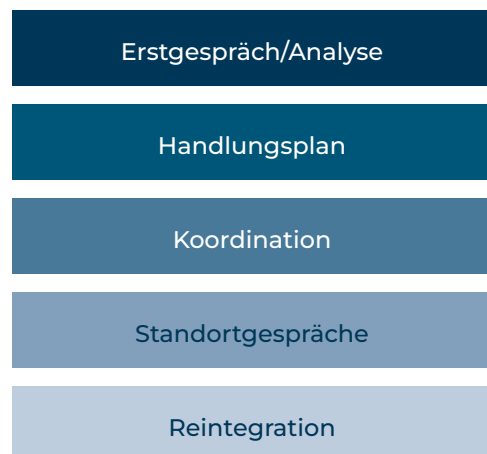 Erstgespräch/Analyse
Handlungsplan
Koordination
Standortgespräche
Reintegration